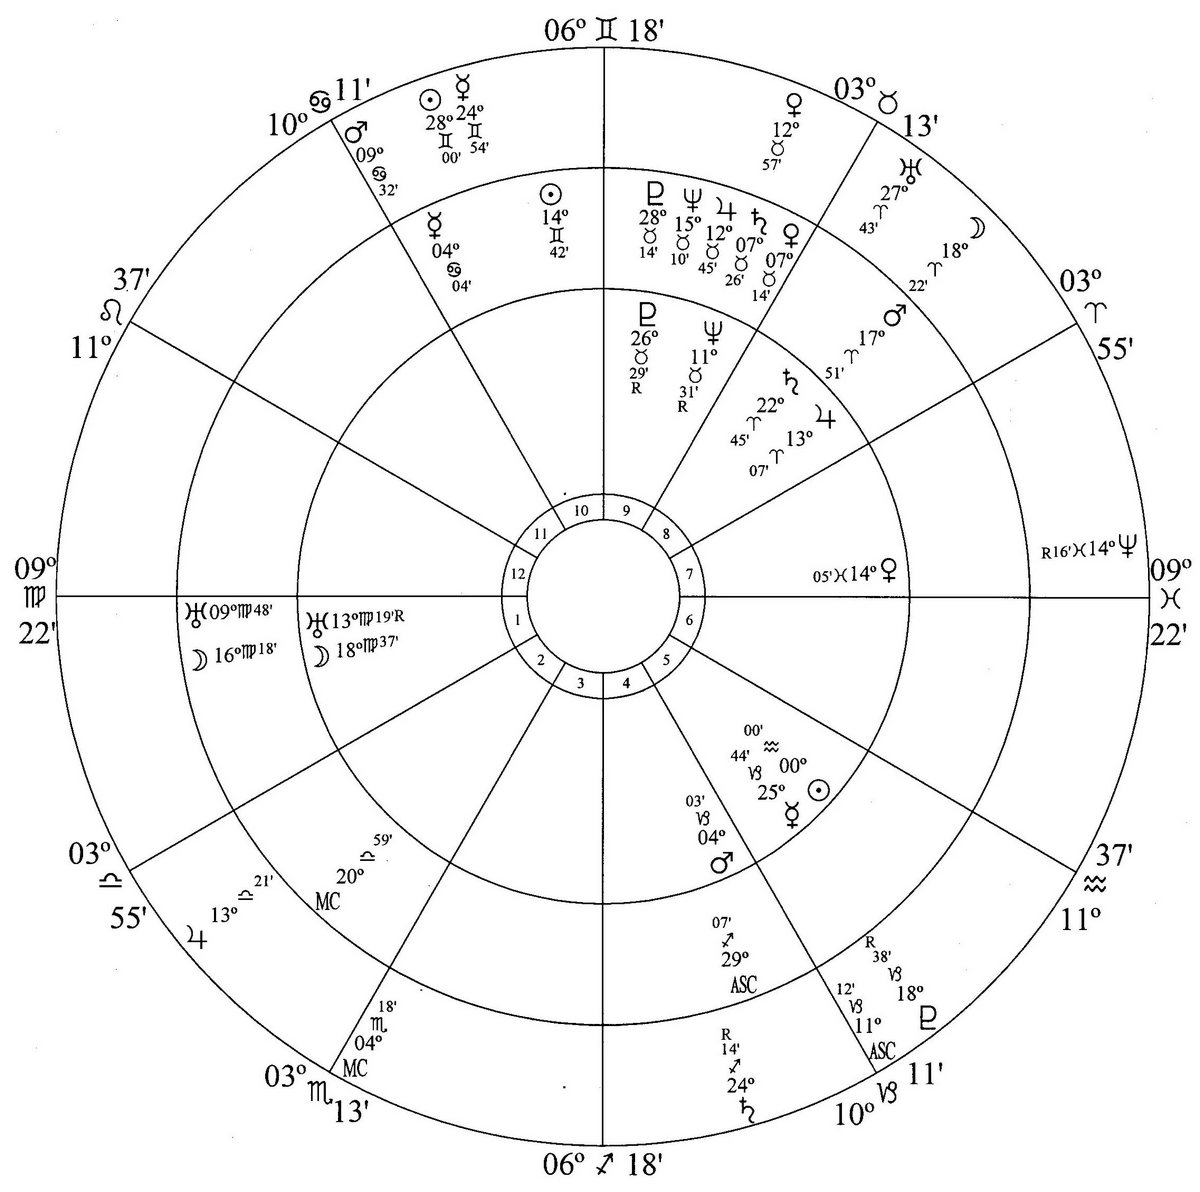 06° ♊ 18'
10° ♋ 11'
03° ♉ 13'
37' ♌ 11°
03° ♈ 55'
09° ♍ 22'
09° ♓ 22'
03° ♎ 55'
37' ♒ 11°
03° ♏ 13'
10° ♑ 11'
06° ♐ 18'
♂ 09° ♋ 32'
☉ 28° ♊ 00'
☿ 24° ♊ 54'
♀ 12° ♉ 57'
♅ 27° ♈ 43'
☽ 18° ♈ 22'
R16'♓14°♆
♃ 13° ♎ 21'
MC 04° ♏ 18'
♄ 24° ♐ 14' R
ASC 11° ♑ 12'
♇ 18° ♑ 38' R
☿ 04° ♋ 04'
☉ 14° ♊ 42'
♇ 28° ♉ 14'
♆ 15° ♉ 10'
♃ 12° ♉ 45'
♄ 07° ♉ 26'
♀ 07° ♉ 14'
♂ 17° ♈ 51'
♅09°♍48'
☽16°♍18'
MC 20° ♎ 59'
ASC 29° ♐ 07'
♇ 26° ♉ 29' R
♆ 11° ♉ 31' R
♄ 22° ♈ 45'
♃ 13° ♈ 07'
05'♓14°♀
♅13°♍19'R
☽18°♍37'
♂ 04° ♑ 03'
☿ 25° ♑ 44'
☉ 00° ♒ 00'
10
9
11
8
12
7
1
6
2
5
3
4